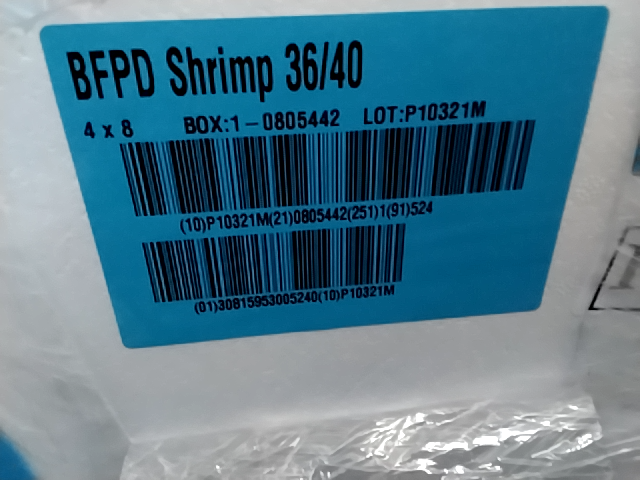 BFPD Shrimp 36/40
4 x 8 BOX:1-0805442 LOT:P10321M
(10)P10321M(21)0805442(251)1(91)524
(01)30815953005240(10)P10321M